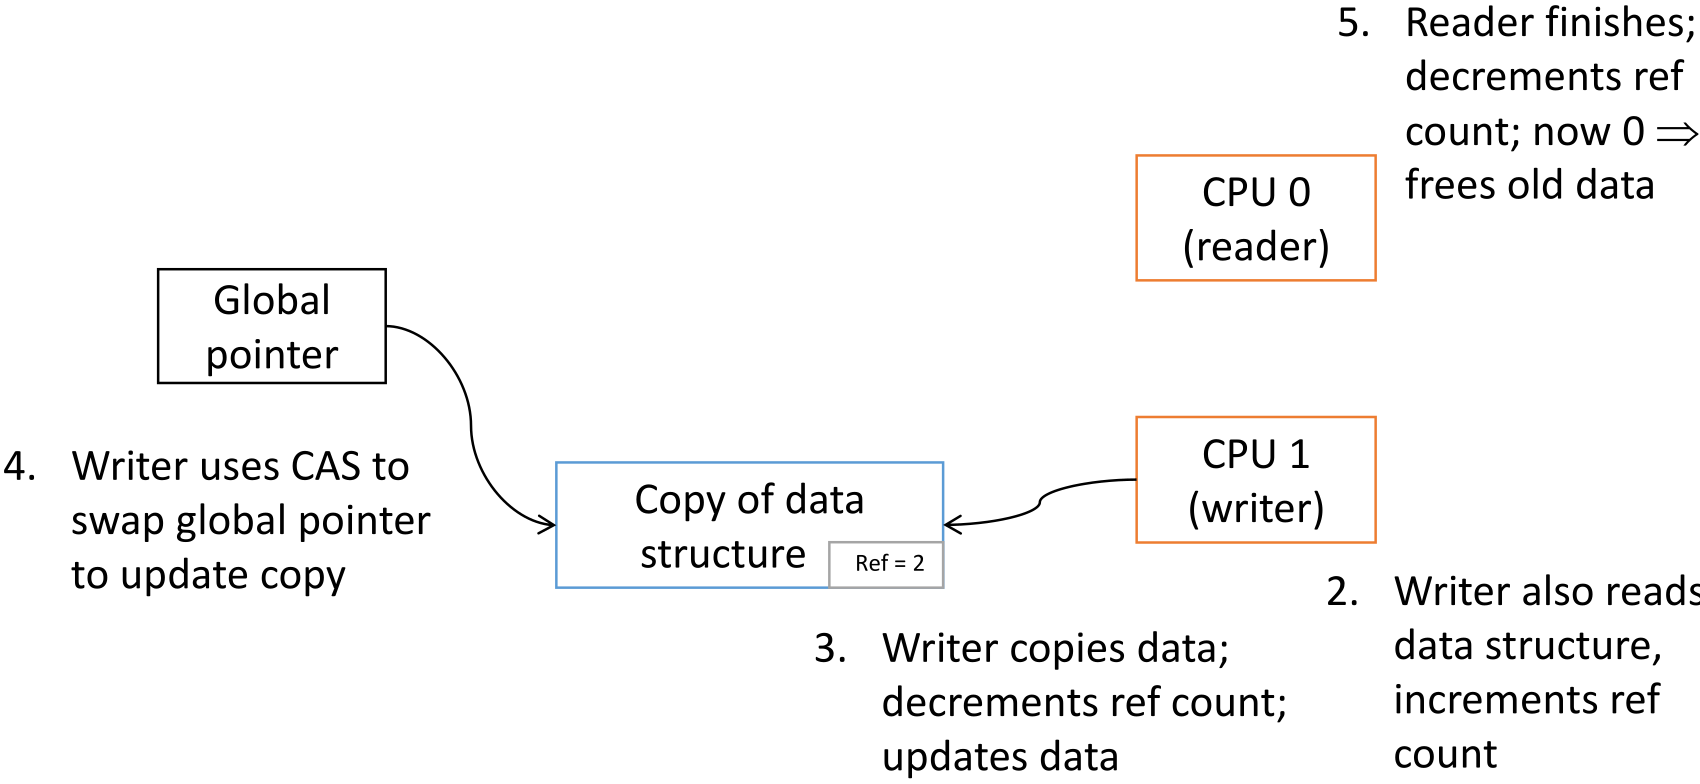 5. Reader finishes;
decrements ref
count; now 0 ⇒
frees old data
CPU 0
(reader)
Global
pointer
4. Writer uses CAS to
swap global pointer
to update copy
Copy of data
structure
Ref = 2
CPU 1
(writer)
2. Writer also reads
data structure,
increments ref
count
3. Writer copies data;
decrements ref count;
updates data